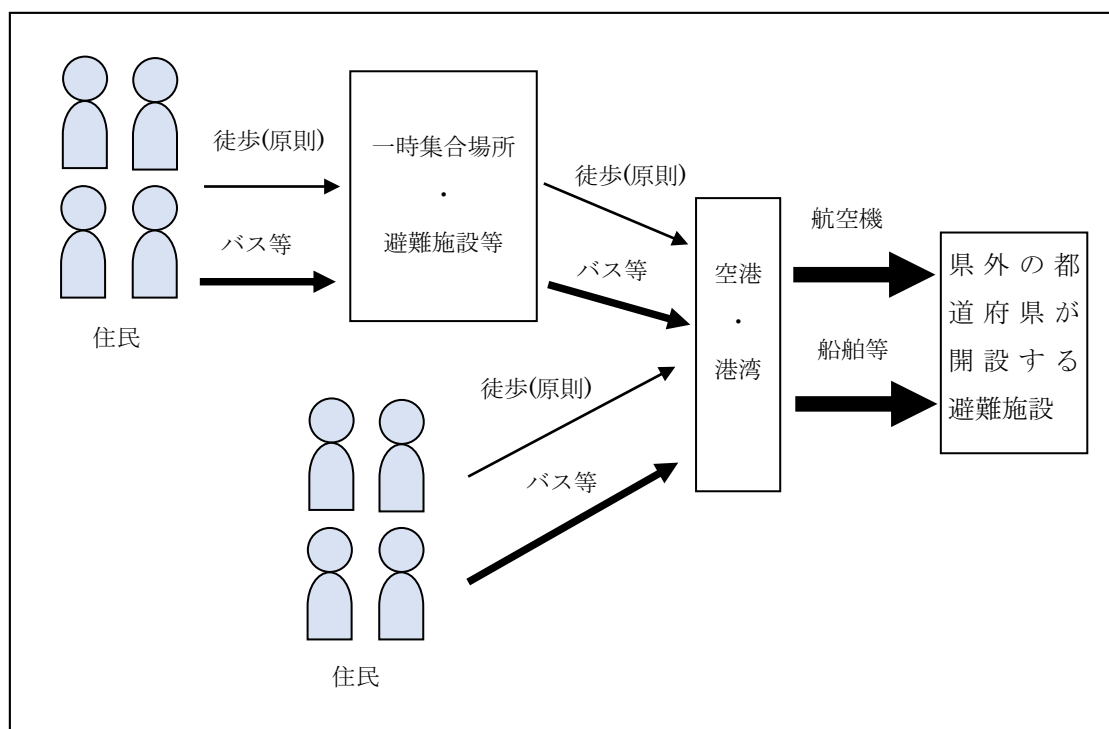 徒歩(原則)
バス等
住民
一時集合場所
・
避難施設等
徒歩(原則)
バス等
徒歩(原則)
バス等
住民
空港
・
港湾
航空機
船舶等
県外の都
道府県が
開設する
避難施設